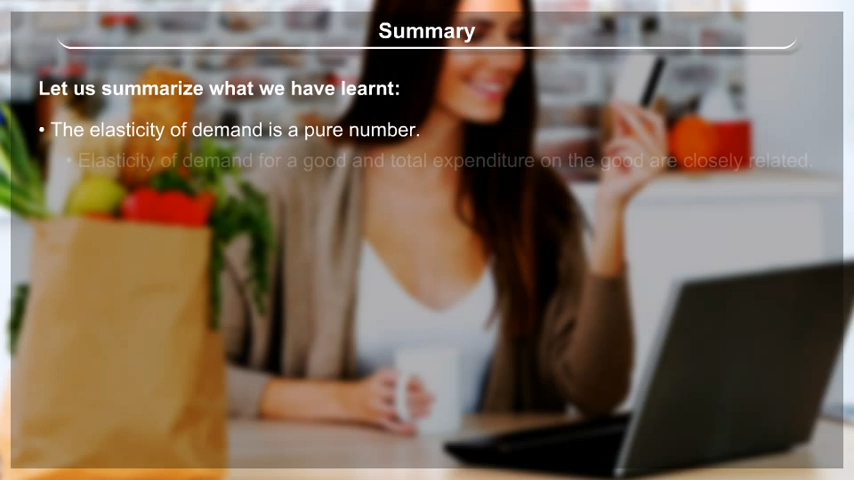 Summary
Let us summarize what we have learnt:
• The elasticity of demand is a pure number.
• Elasticity of demand for a good and total expenditure on the good are closely related.